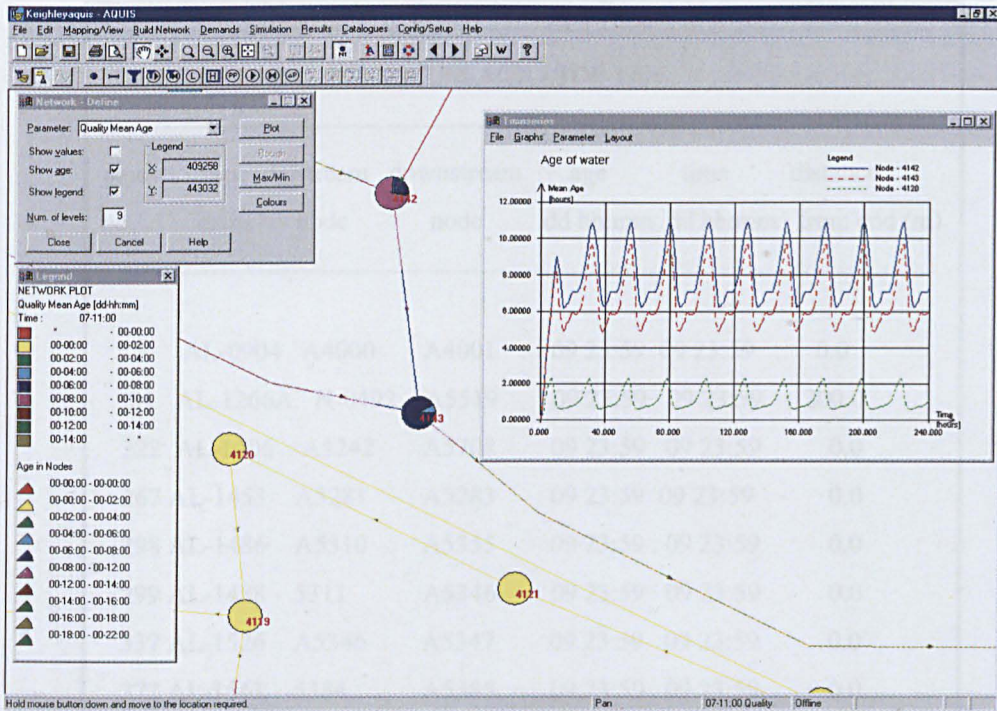 Keighleyaquis - AQUIS
File Edit Mapping/View Build Network Demands Simulation Results Catalogues Config/Setup Help
Network - Define
Parameter: Quality Mean Age
Plot
Show values:
Legend
Show age:
X: 409258
Max/Min
Show legend:
Y: 443032
Colours
Num. of levels: 9
Close Cancel Help
Legend
NETWORK PLOT
Quality Mean Age [dd-hh:mm]
Time : 07-11:00
* - 00-00:00
00-00:00 - 00-02:00
00-02:00 - 00-04:00
00-04:00 - 00-06:00
00-06:00 - 00-08:00
00-08:00 - 00-10:00
00-10:00 - 00-12:00
00-12:00 - 00-14:00
00-14:00 -
Age in Nodes
00-00:00 - 00-00:00
00-00:00 - 00-02:00
00-02:00 - 00-04:00
00-04:00 - 00-06:00
00-06:00 - 00-08:00
00-08:00 - 00-12:00
00-12:00 - 00-14:00
00-14:00 - 00-16:00
00-16:00 - 00-18:00
00-18:00 - 00-22:00
4142
4143
4120
4121
4119
Timeseries
File Graphs Parameter Layout
Age of water
Legend
Node - 4142
Node - 4143
Node - 4120
Mean Age
[hours]
12.00000
10.00000
8.00000
6.00000
4.00000
2.00000
0.00000
0.000 40.000 80.000 120.000 160.000 200.000 240.000
Time
[hours]
Hold mouse button down and move to the location required.
Pan
07-11:00 Quality
Offline